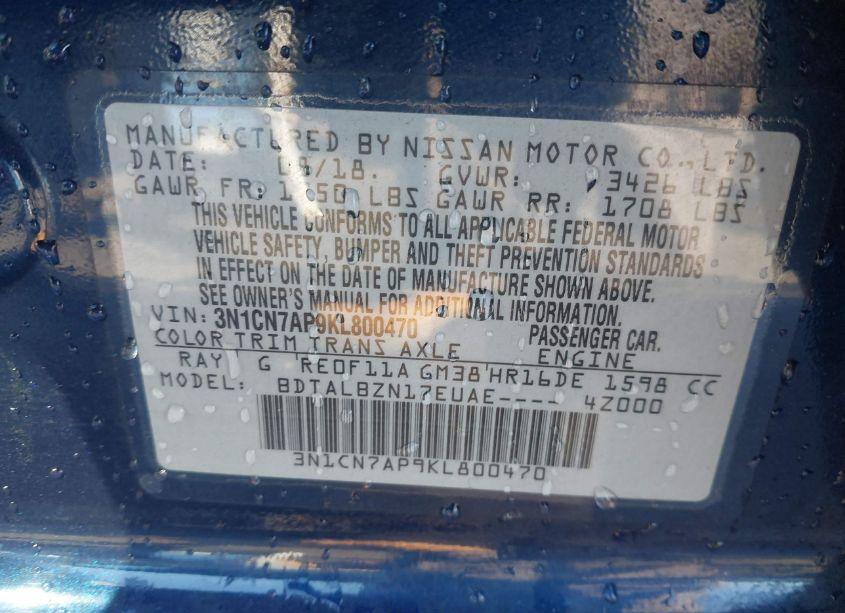 MANUFACTURED BY NISSAN MOTOR CO., LTD.
DATE: 08/18. GVWR: 3426 LBS
GAWR FR: LBS GAWR RR: 1708 LBS
THIS VEHICLE CONFORMS TO ALL APPLICABLE FEDERAL MOTOR
VEHICLE SAFETY, BUMPER AND THEFT PREVENTION STANDARDS
IN EFFECT ON THE DATE OF MANUFACTURE SHOWN ABOVE.
SEE OWNER'S MANUAL FOR ADDITIONAL INFORMATION.
VIN: 3N1CN7AP9KL800470 PASSENGER CAR.
COLOR TRIM TRANS AXLE ENGINE
RAY G RE0F11A GM38 HR16DE 1598 CC
MODEL: BDTALBZN17EUAE---- 4Z000
3N1CN7AP9KL800470